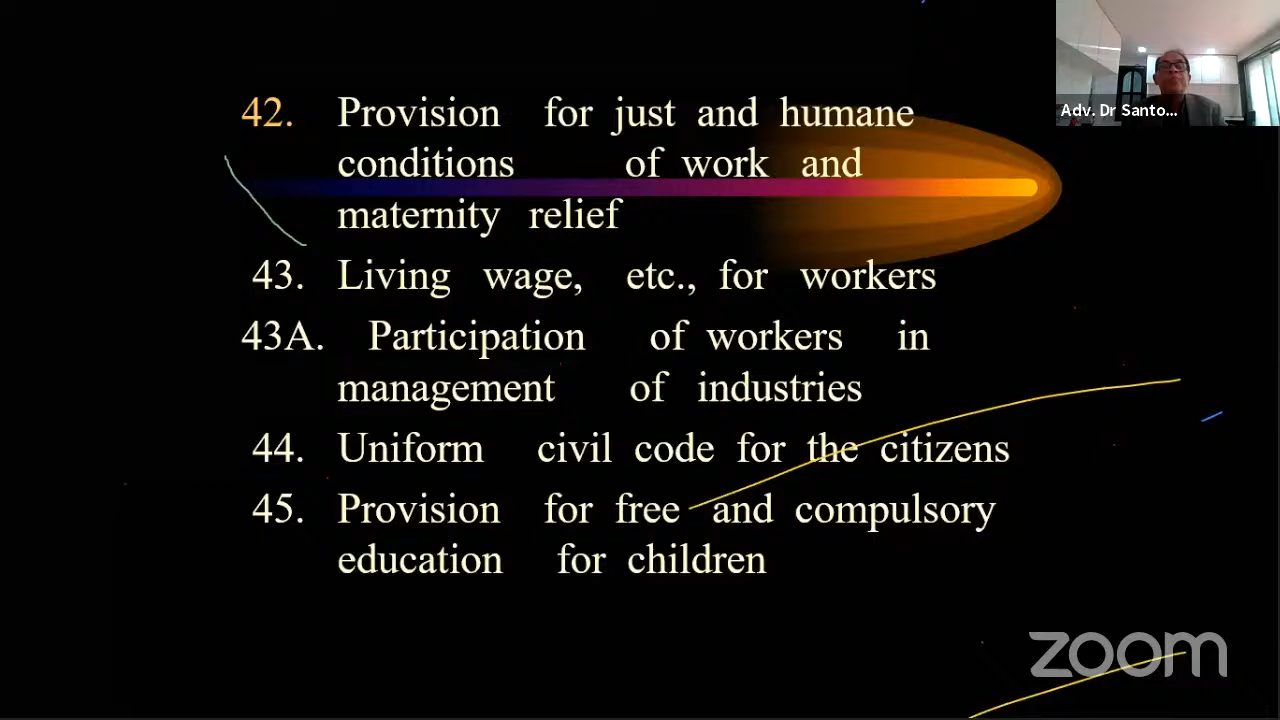 Adv. Dr Santo...
42. Provision for just and humane
conditions of work and
maternity relief
43. Living wage, etc., for workers
43A. Participation of workers in
management of industries
44. Uniform civil code for the citizens
45. Provision for free and compulsory
education for children
zoom